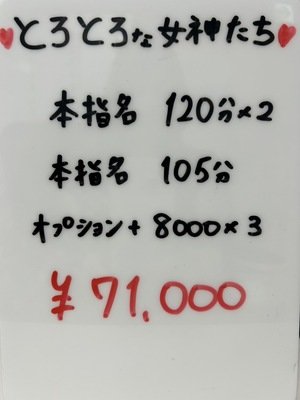 とろとろな女神たち
本指名 120分×2
本指名 105分
オプション+ 8000×3
¥71,000